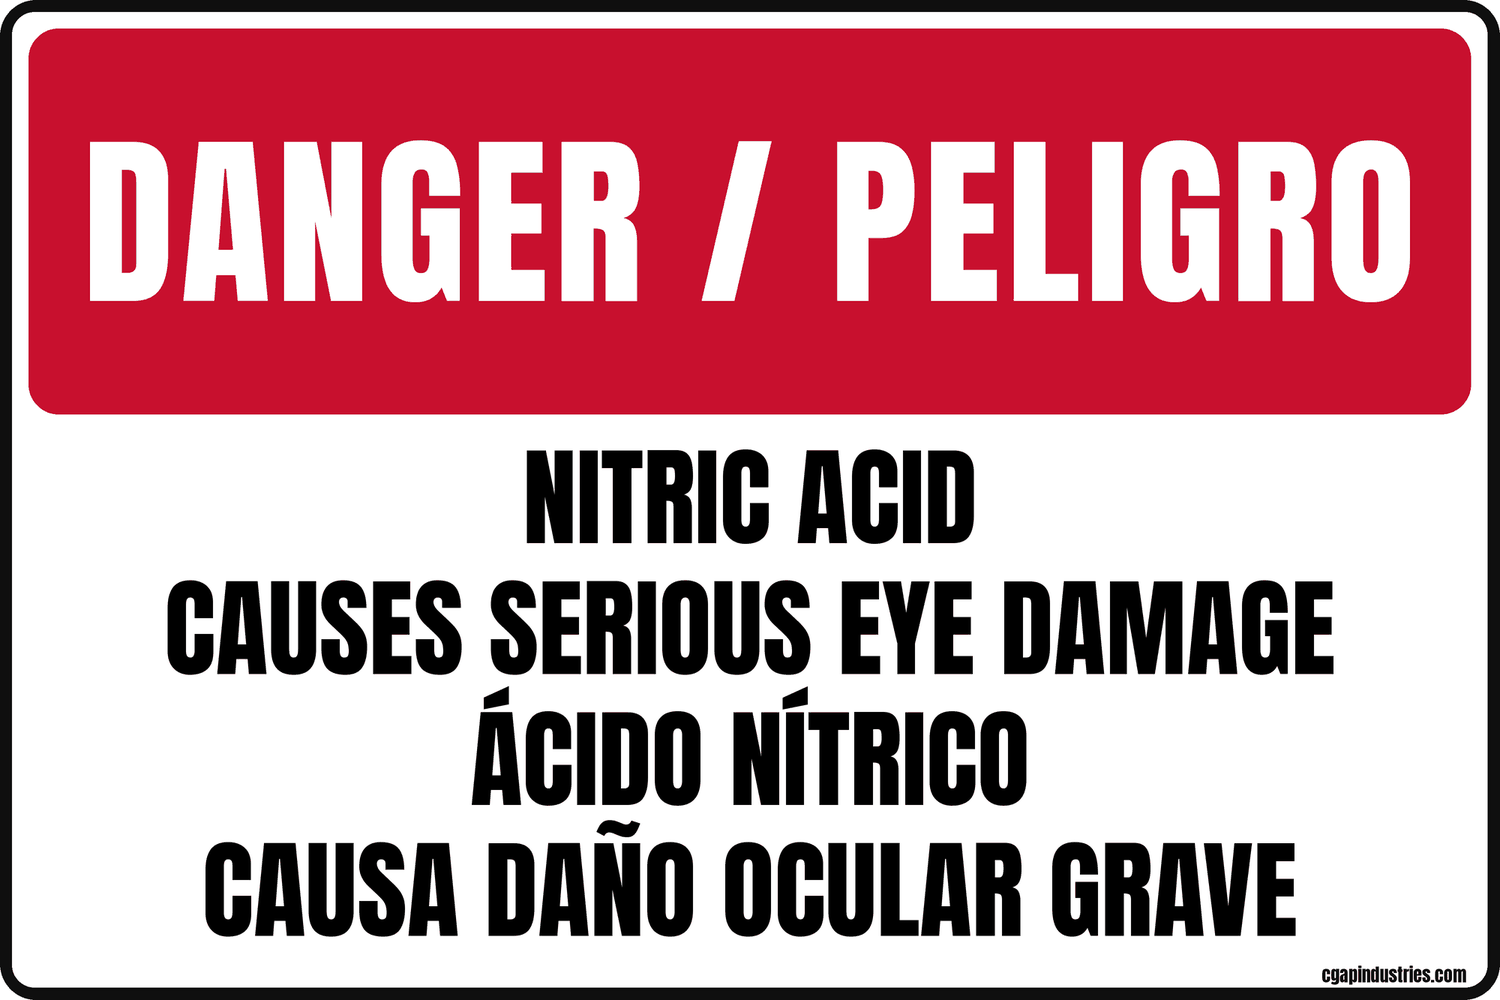 DANGER / PELIGRO
NITRIC ACID
CAUSES SERIOUS EYE DAMAGE
ÁCIDO NÍTRICO
CAUSA DAÑO OCULAR GRAVE
cgapindustries.com